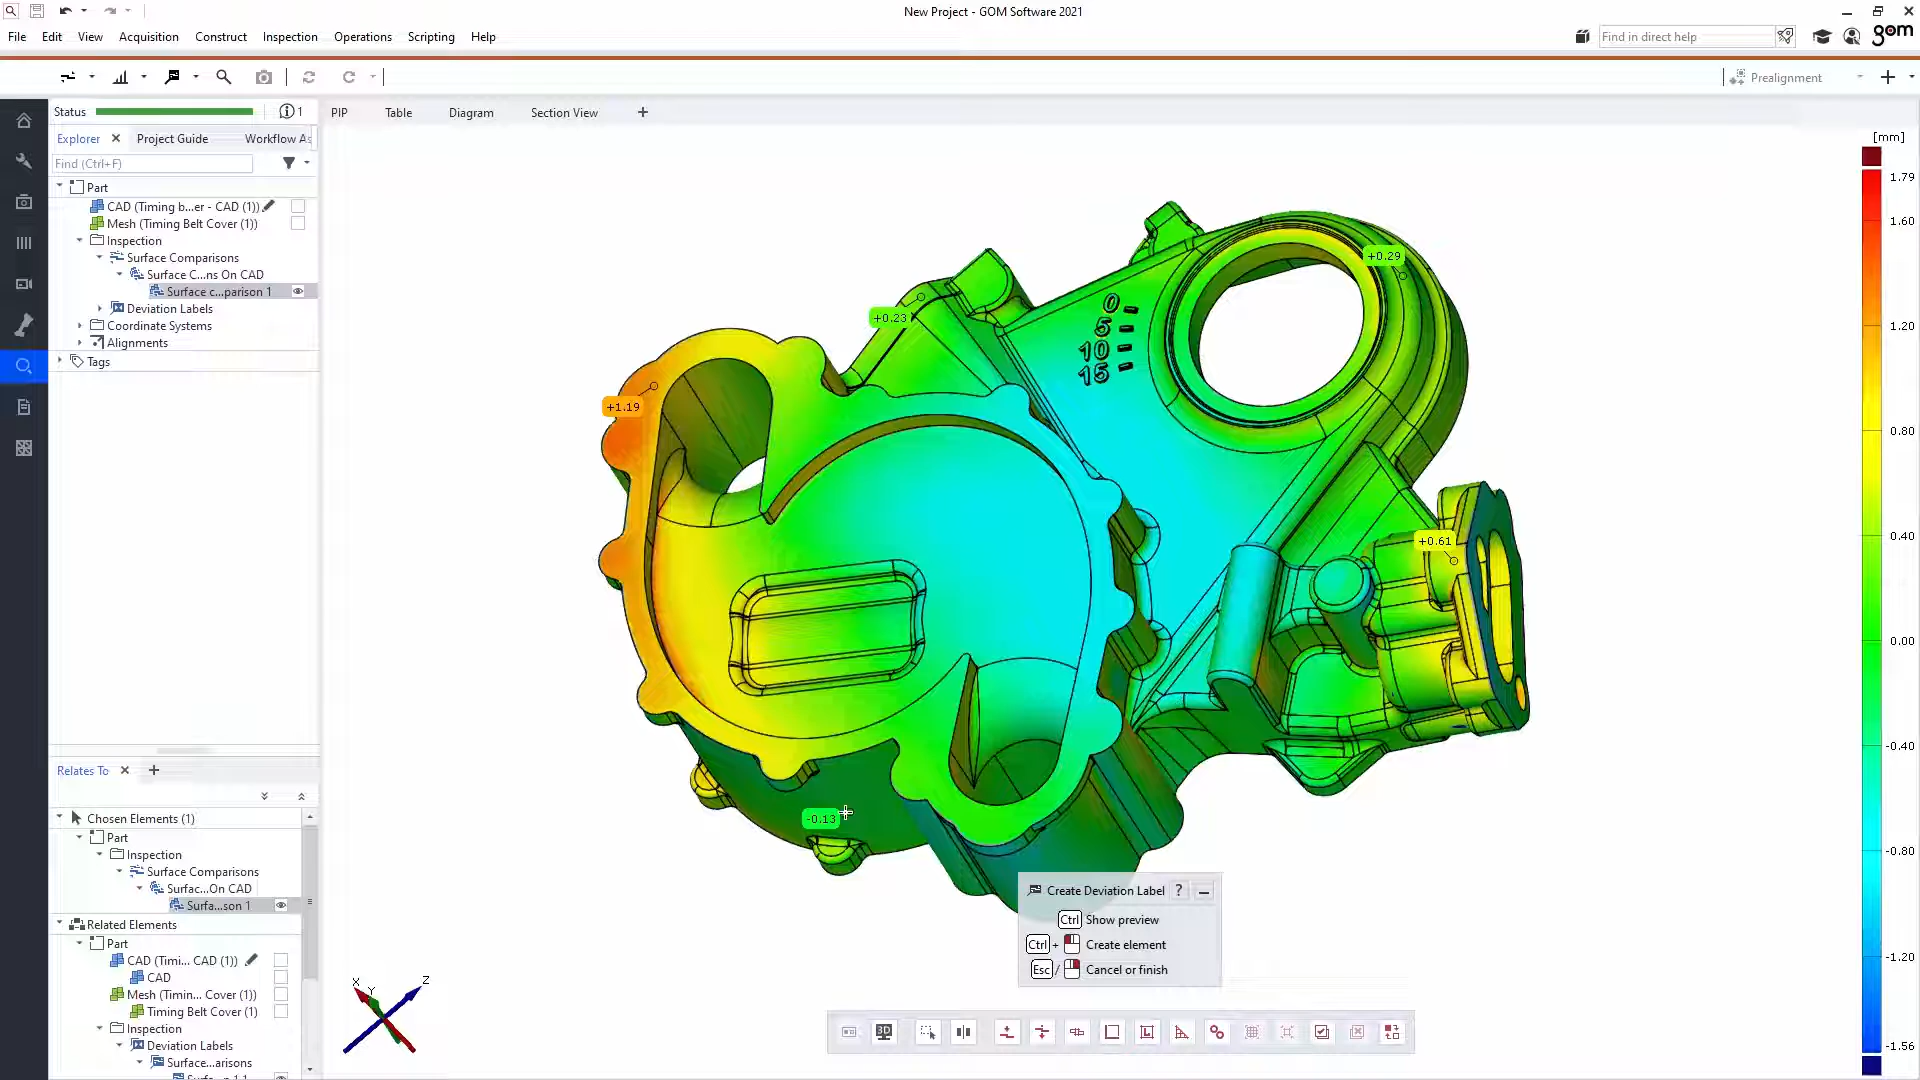 New Project - GOM Software 2021
File Edit View Acquisition Construct Inspection Operations Scripting Help
Find in direct help
gom
Prealignment
Status 1
PIP Table Diagram Section View
Explorer Project Guide Workflow As
Find (Ctrl+F)
Part
CAD (Timing b...er - CAD (1))
Mesh (Timing Belt Cover (1))
Inspection
Surface Comparisons
Surface C...ns On CAD
Surface c...parison 1
Deviation Labels
Coordinate Systems
Alignments
Tags
Relates To
Chosen Elements (1)
Part
Inspection
Surface Comparisons
Surfac...On CAD
Surfa...son 1
Related Elements
Part
CAD (Timi... CAD (1))
CAD
Mesh (Timin... Cover (1))
Timing Belt Cover (1)
Inspection
Deviation Labels
Surface...arisons
+0.29
+0.23
+1.19
+0.61
-0.13
0
5
10
15
X Y Z
Create Deviation Label ?
Ctrl Show preview
Ctrl + Create element
Esc / Cancel or finish
3D
[mm]
1.79
1.60
1.20
0.80
0.40
0.00
-0.40
-0.80
-1.20
-1.56